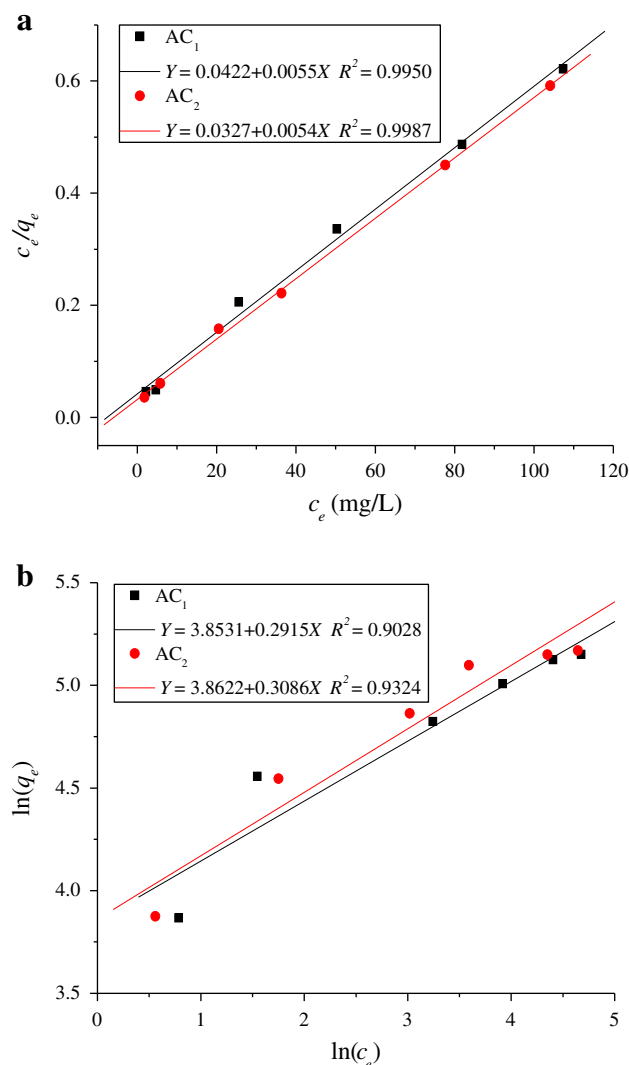 a
AC₁
Y = 0.0422+0.0055X R² = 0.9950
AC₂
Y = 0.0327+0.0054X R² = 0.9987
0.6
0.4
0.2
0.0
cₑ/qₑ
0 20 40 60 80 100 120
cₑ (mg/L)
b
AC₁
Y = 3.8531+0.2915X R² = 0.9028
AC₂
Y = 3.8622+0.3086X R² = 0.9324
5.5
5.0
4.5
4.0
3.5
ln(qₑ)
0 1 2 3 4 5
ln(cₑ)